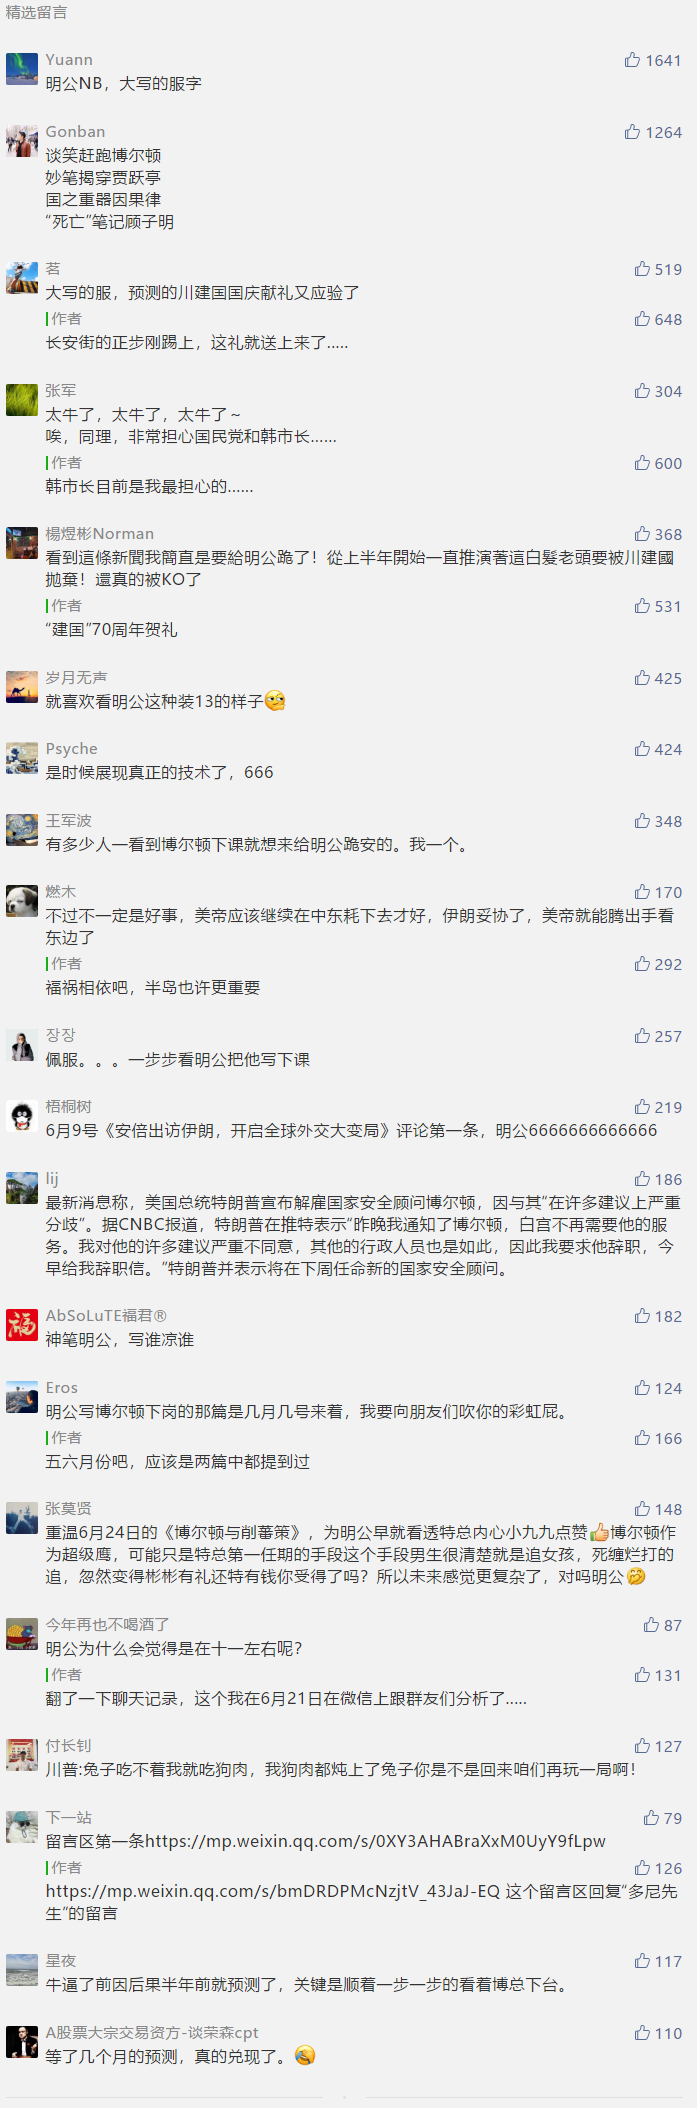 精选留言
Yuann
1641
明公NB，大写的服字
Gonban
1264
谈笑赶跑博尔顿
妙笔揭穿贾跃亭
国之重器因果律
“死亡”笔记顾子明
茗
519
大写的服，预测的川建国国庆献礼又应验了
作者
648
长安街的正步刚踢上，这礼就送上来了.....
张军
304
太牛了，太牛了，太牛了～
唉，同理，非常担心国民党和韩市长......
作者
600
韩市长目前是我最担心的......
楊煜彬Norman
368
看到這條新聞我簡直是要給明公跪了！從上半年開始一直推演著這白髮老頭要被川建國
拋棄！還真的被KO了
作者
531
“建国”70周年贺礼
岁月无声
425
就喜欢看明公这种装13的样子
Psyche
424
是时候展现真正的技术了，666
王军波
348
有多少人一看到博尔顿下课就想来给明公跪安的。我一个。
燃木
170
不过不一定是好事，美帝应该继续在中东耗下去才好，伊朗妥协了，美帝就能腾出手看
东边了
作者
292
福祸相依吧，半岛也许更重要
장장
257
佩服。。。一步步看明公把他写下课
梧桐树
219
6月9号《安倍出访伊朗，开启全球外交大变局》评论第一条，明公6666666666666
lij
186
最新消息称，美国总统特朗普宣布解雇国家安全顾问博尔顿，因与其“在许多建议上严重
分歧”。据CNBC报道，特朗普在推特表示“昨晚我通知了博尔顿，白宫不再需要他的服
务。我对他的许多建议严重不同意，其他的行政人员也是如此，因此我要求他辞职，今
早给我辞职信。”特朗普并表示将在下周任命新的国家安全顾问。
AbSoLuTE福君®
182
神笔明公，写谁凉谁
Eros
124
明公写博尔顿下岗的那篇是几月几号来着，我要向朋友们吹你的彩虹屁。
作者
166
五六月份吧，应该是两篇中都提到过
张莫贤
148
重温6月24日的《博尔顿与削蕃策》，为明公早就看透特总内心小九九点赞👍博尔顿作
为超级鹰，可能只是特总第一任期的手段这个手段男生很清楚就是追女孩，死缠烂打的
追，忽然变得彬彬有礼还特有钱你受得了吗？所以未来感觉更复杂了，对吗明公
今年再也不喝酒了
87
明公为什么会觉得是在十一左右呢？
作者
131
翻了一下聊天记录，这个我在6月21日在微信上跟群友们分析了.....
付长钊
127
川普:兔子吃不着我就吃狗肉，我狗肉都炖上了兔子你是不是回来咱们再玩一局啊！
下一站
79
留言区第一条https://mp.weixin.qq.com/s/0XY3AHABraXxM0UyY9fLpw
作者
126
https://mp.weixin.qq.com/s/bmDRDPMcNzjtV_43JaJ-EQ 这个留言区回复“多尼先
生”的留言
星夜
117
牛逼了前因后果半年前就预测了，关键是顺着一步一步的看着博总下台。
A股票大宗交易资方-谈荣森cpt
110
等了几个月的预测，真的兑现了。